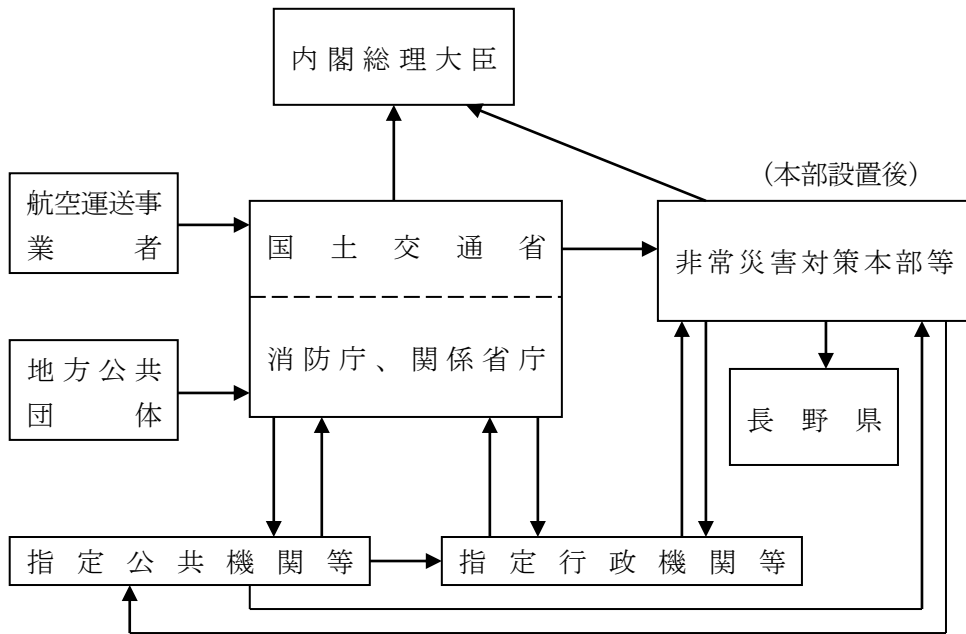 内閣総理大臣
(本部設置後)
航空運送事
業者
国土交通省
非常災害対策本部等
消防庁、関係省庁
地方公共
団体
長野県
指定公共機関等
指定行政機関等